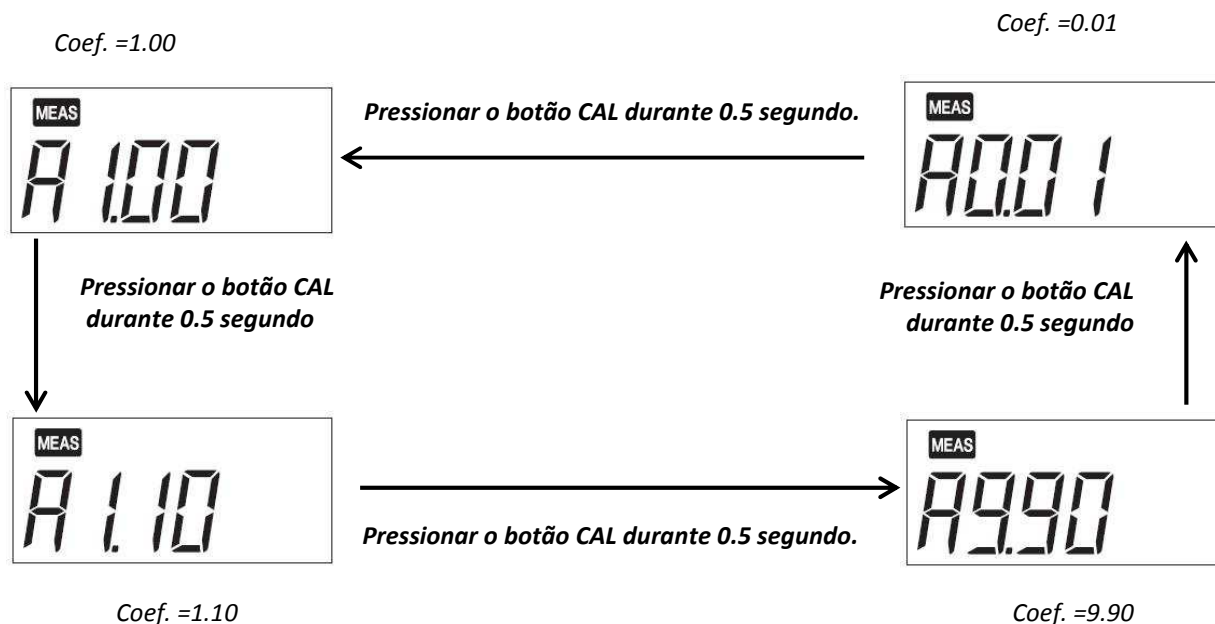 Coef. =1.00
Coef. =0.01
MEAS
A1.00
Pressionar o botão CAL durante 0.5 segundo.
MEAS
A0.01
Pressionar o botão CAL
durante 0.5 segundo
Pressionar o botão CAL
durante 0.5 segundo
MEAS
A1.10
Pressionar o botão CAL durante 0.5 segundo.
MEAS
A9.90
Coef. =1.10
Coef. =9.90